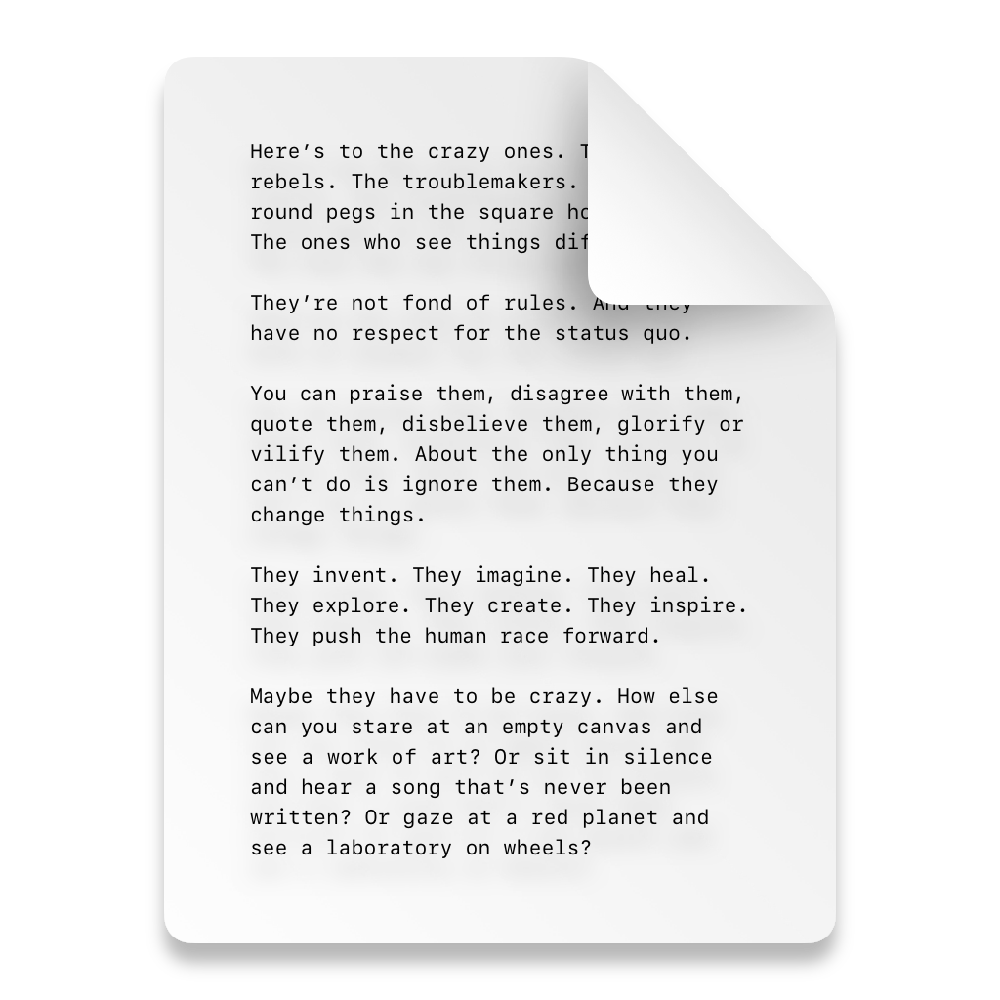 Here’s to the crazy ones.
rebels. The troublemakers.
round pegs in the square
The ones who see things
They’re not fond of rules. And they
have no respect for the status quo.
You can praise them, disagree with them,
quote them, disbelieve them, glorify or
vilify them. About the only thing you
can’t do is ignore them. Because they
change things.
They invent. They imagine. They heal.
They explore. They create. They inspire.
They push the human race forward.
Maybe they have to be crazy. How else
can you stare at an empty canvas and
see a work of art? Or sit in silence
and hear a song that’s never been
written? Or gaze at a red planet and
see a laboratory on wheels?